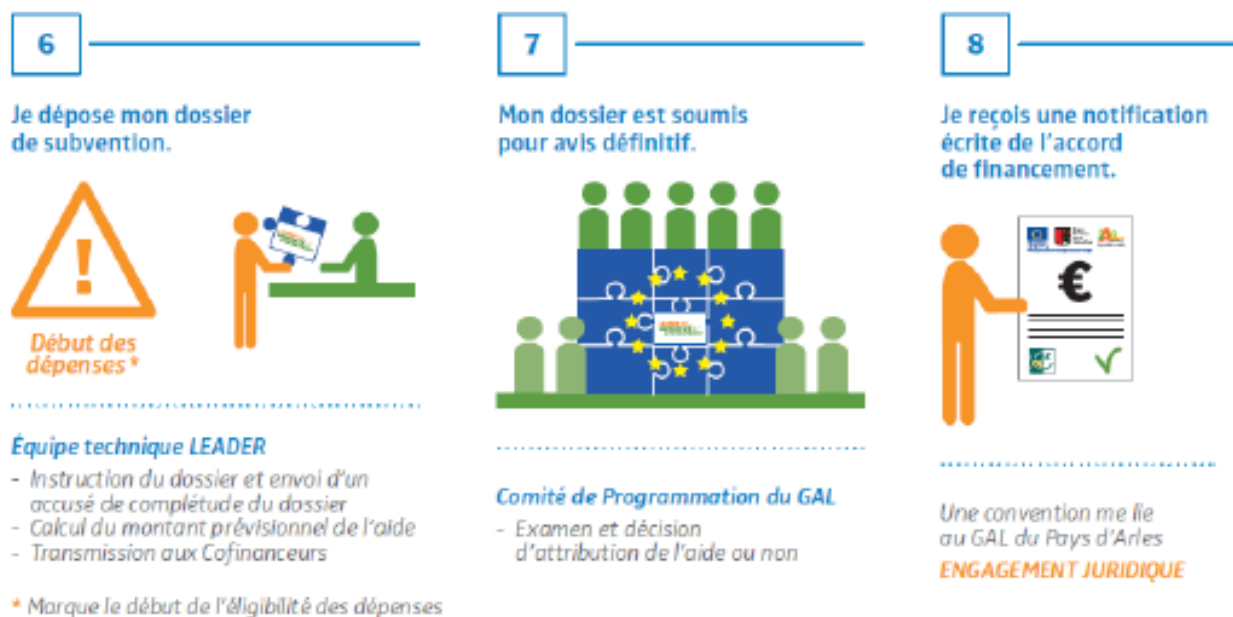 6
Je dépose mon dossier
de subvention.
!
Début des
dépenses *
Équipe technique LEADER
- Instruction du dossier et envoi d'un
accusé de complétude du dossier
- Calcul du montant prévisionnel de l'aide
- Transmission aux Cofinanceurs
* Marque le début de l'éligibilité des dépenses
7
Mon dossier est soumis
pour avis définitif.
Comité de Programmation du GAL
- Examen et décision
d'attribution de l'aide ou non
8
Je reçois une notification
écrite de l'accord
de financement.
€
Une convention me lie
au GAL du Pays d'Arles
ENGAGEMENT JURIDIQUE